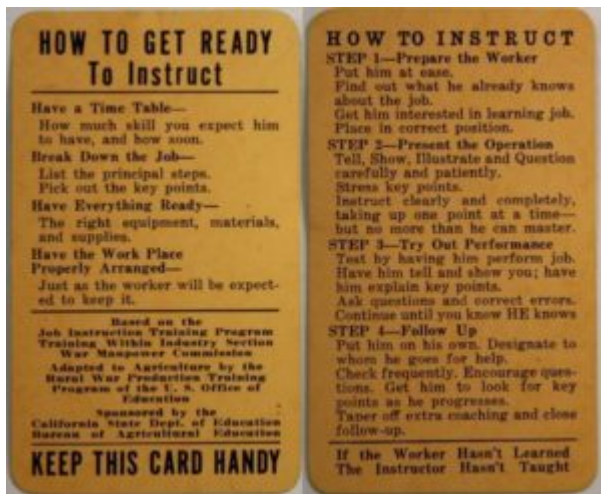 HOW TO GET READY
To Instruct
Have a Time Table—
How much skill you expect him
to have, and how soon.
Break Down the Job—
List the principal steps.
Pick out the key points.
Have Everything Ready—
The right equipment, materials,
and supplies.
Have the Work Place
Properly Arranged—
Just as the worker will be expect-
ed to keep it.
Based on the
Job Instruction Training Program
Training Within Industry Section
War Manpower Commission
Adapted to Agriculture by the
Rural War Production Training
Program of the U. S. Office of
Education
Sponsored by the
California State Dept. of Education
Bureau of Agricultural Education
KEEP THIS CARD HANDY
HOW TO INSTRUCT
STEP 1—Prepare the Worker
Put him at ease.
Find out what he already knows
about the job.
Get him interested in learning job.
Place in correct position.
STEP 2—Present the Operation
Tell, Show, Illustrate and Question
carefully and patiently.
Stress key points.
Instruct clearly and completely,
taking up one point at a time—
but no more than he can master.
STEP 3—Try Out Performance
Test by having him perform job.
Have him tell and show you; have
him explain key points.
Ask questions and correct errors.
Continue until you know HE knows
STEP 4—Follow Up
Put him on his own. Designate to
whom he goes for help.
Check frequently. Encourage ques-
tions. Get him to look for key
points as he progresses.
Taper off extra coaching and close
follow-up.
If the Worker Hasn't Learned
The Instructor Hasn't Taught